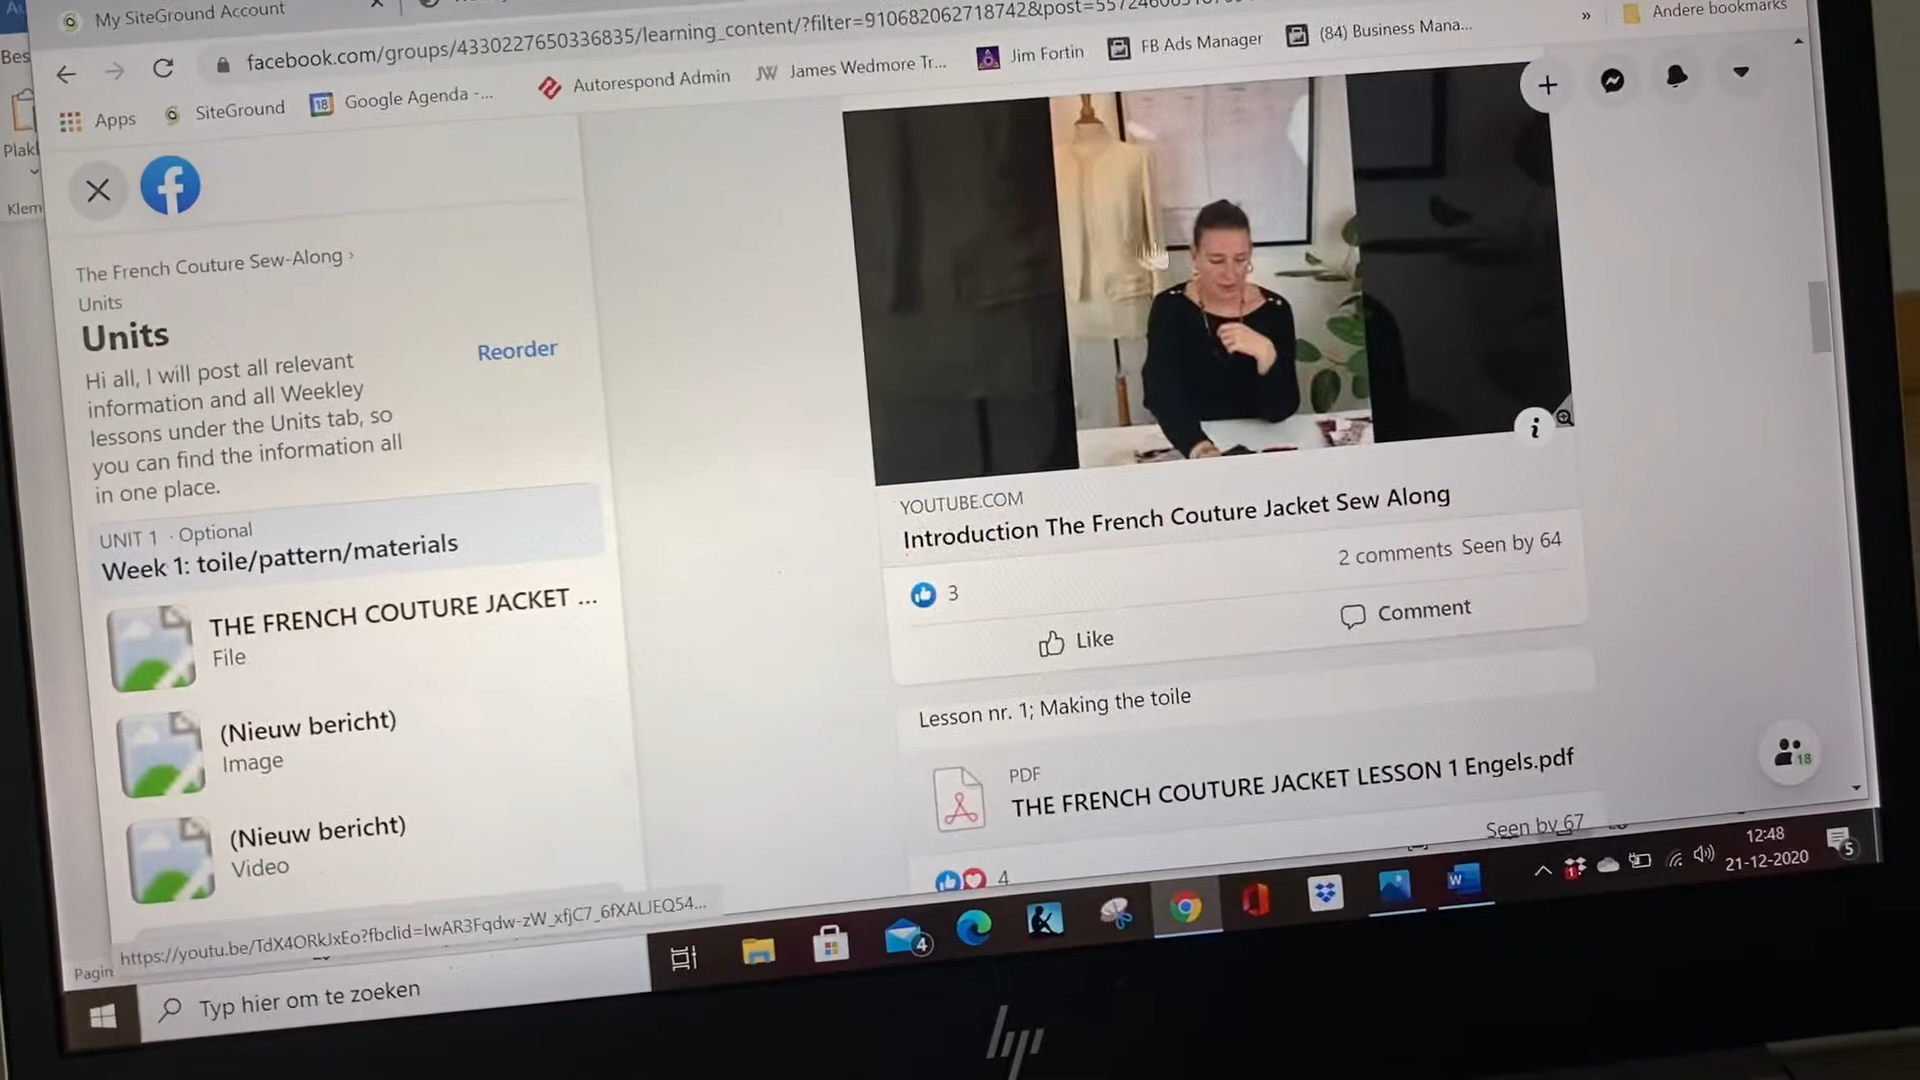 My SiteGround Account
facebook.com/groups/4330227650336835/learning_content/?filter=910682062718742&post=
Andere bookmarks
Apps
SiteGround
18 Google Agenda -...
Autorespond Admin
JW James Wedmore Tr...
Jim Fortin
FB Ads Manager
(84) Business Mana...
Bes
Plakl
Klem
The French Couture Sew-Along ›
Units
Units
Reorder
Hi all, I will post all relevant
information and all Weekley
lessons under the Units tab, so
you can find the information all
in one place.
UNIT 1 · Optional
Week 1: toile/pattern/materials
THE FRENCH COUTURE JACKET ...
File
(Nieuw bericht)
Image
(Nieuw bericht)
Video
YOUTUBE.COM
Introduction The French Couture Jacket Sew Along
3
2 comments Seen by 64
Like
Comment
Lesson nr. 1; Making the toile
PDF
THE FRENCH COUTURE JACKET LESSON 1 Engels.pdf
Seen by 67
4
18
https://youtu.be/TdX4ORkJxEo?fbclid=IwAR3Fqdw-zW_xfjC7_6fXALJEQ54...
Pagin
Typ hier om te zoeken
4
W
1
12:48
21-12-2020
5
hp